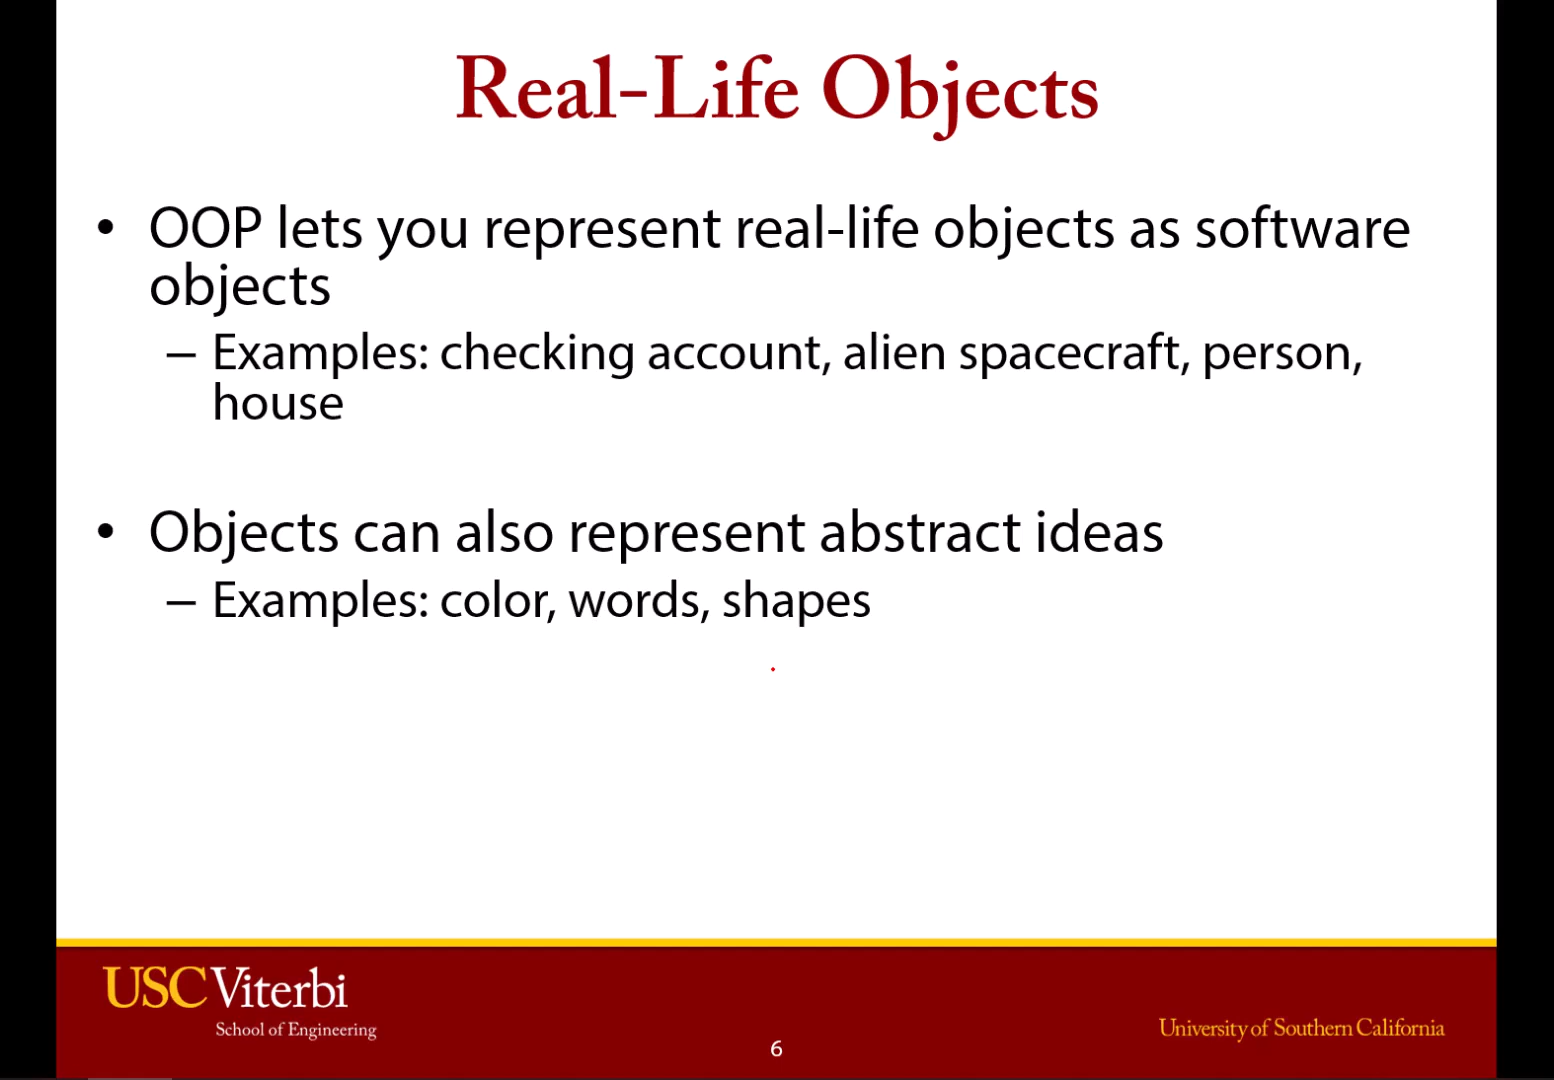 Real-Life Objects
• OOP lets you represent real-life objects as software
objects
– Examples: checking account, alien spacecraft, person,
house
• Objects can also represent abstract ideas
– Examples: color, words, shapes
USC Viterbi
School of Engineering
6
University of Southern California